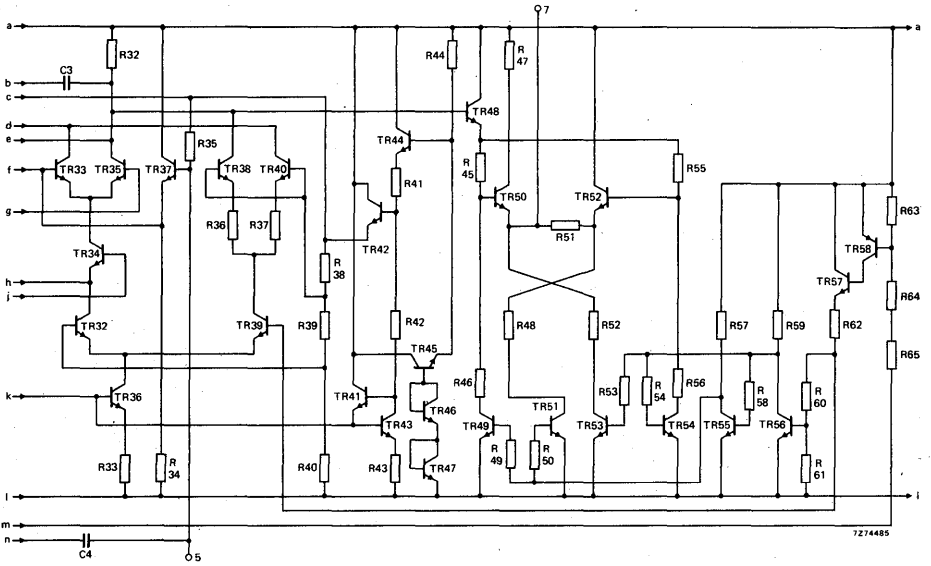 7
a
a
R32
R44
R
47
C3
b
c
TR48
d
e
R35
TR44
R
45
R55
f
TR33
TR35
TR37
TR38
TR40
R41
TR50
TR52
g
R36
R37
TR42
R51
R63
TR34
TR58
h
j
R
38
TR57
R64
TR32
TR39
R39
R42
R48
R52
R57
R59
R62
TR45
R65
R46
R53
R
54
R56
R
58
R
60
k
TR36
TR41
TR43
TR46
TR49
TR51
TR53
TR54
TR55
TR56
R33
R
34
R40
R43
TR47
R
49
R
50
R
61
l
i
m
7Z74485
n
C4
5